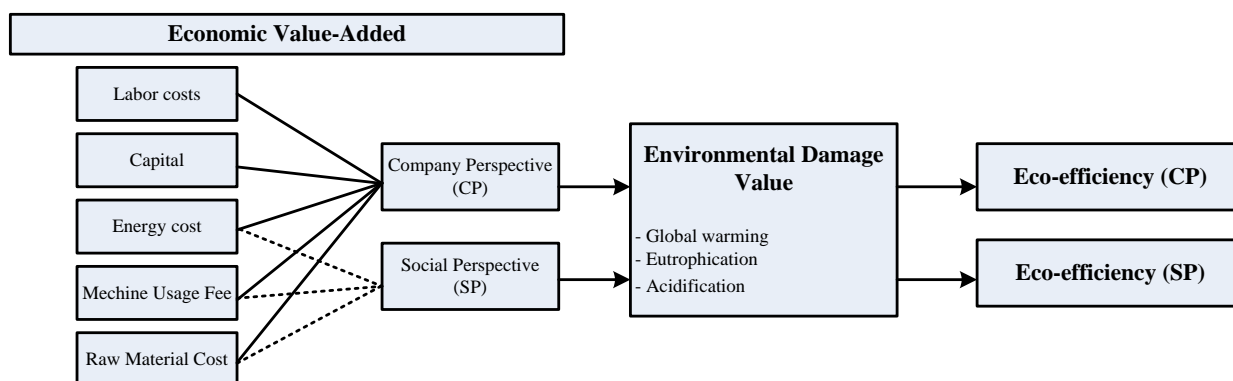 Economic Value-Added
Labor costs
Capital
Energy cost
Mechine Usage Fee
Raw Material Cost
Company Perspective
(CP)
Social Perspective
(SP)
Environmental Damage
Value
- Global warming
- Eutrophication
- Acidification
Eco-efficiency (CP)
Eco-efficiency (SP)